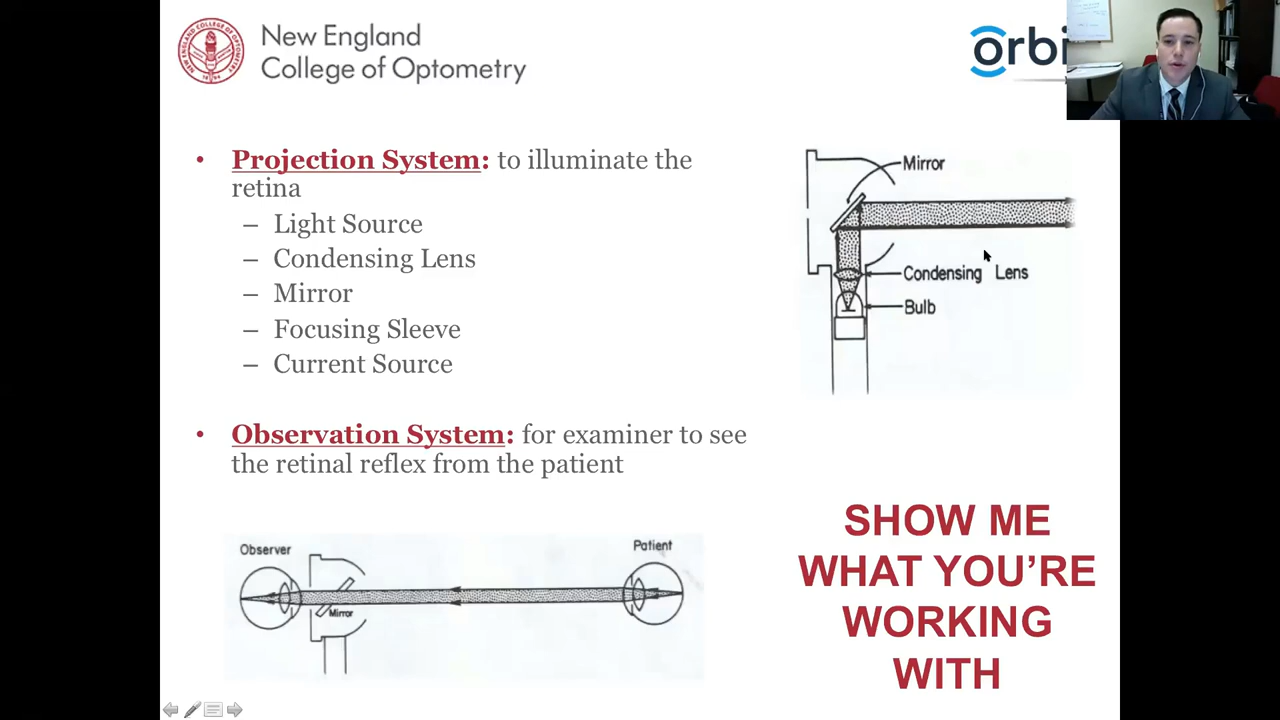 New England
College of Optometry
orbi
• Projection System: to illuminate the
retina
– Light Source
– Condensing Lens
– Mirror
– Focusing Sleeve
– Current Source
• Observation System: for examiner to see
the retinal reflex from the patient
Mirror
Condensing Lens
Bulb
Observer
Patient
Mirror
SHOW ME
WHAT YOU’RE
WORKING
WITH